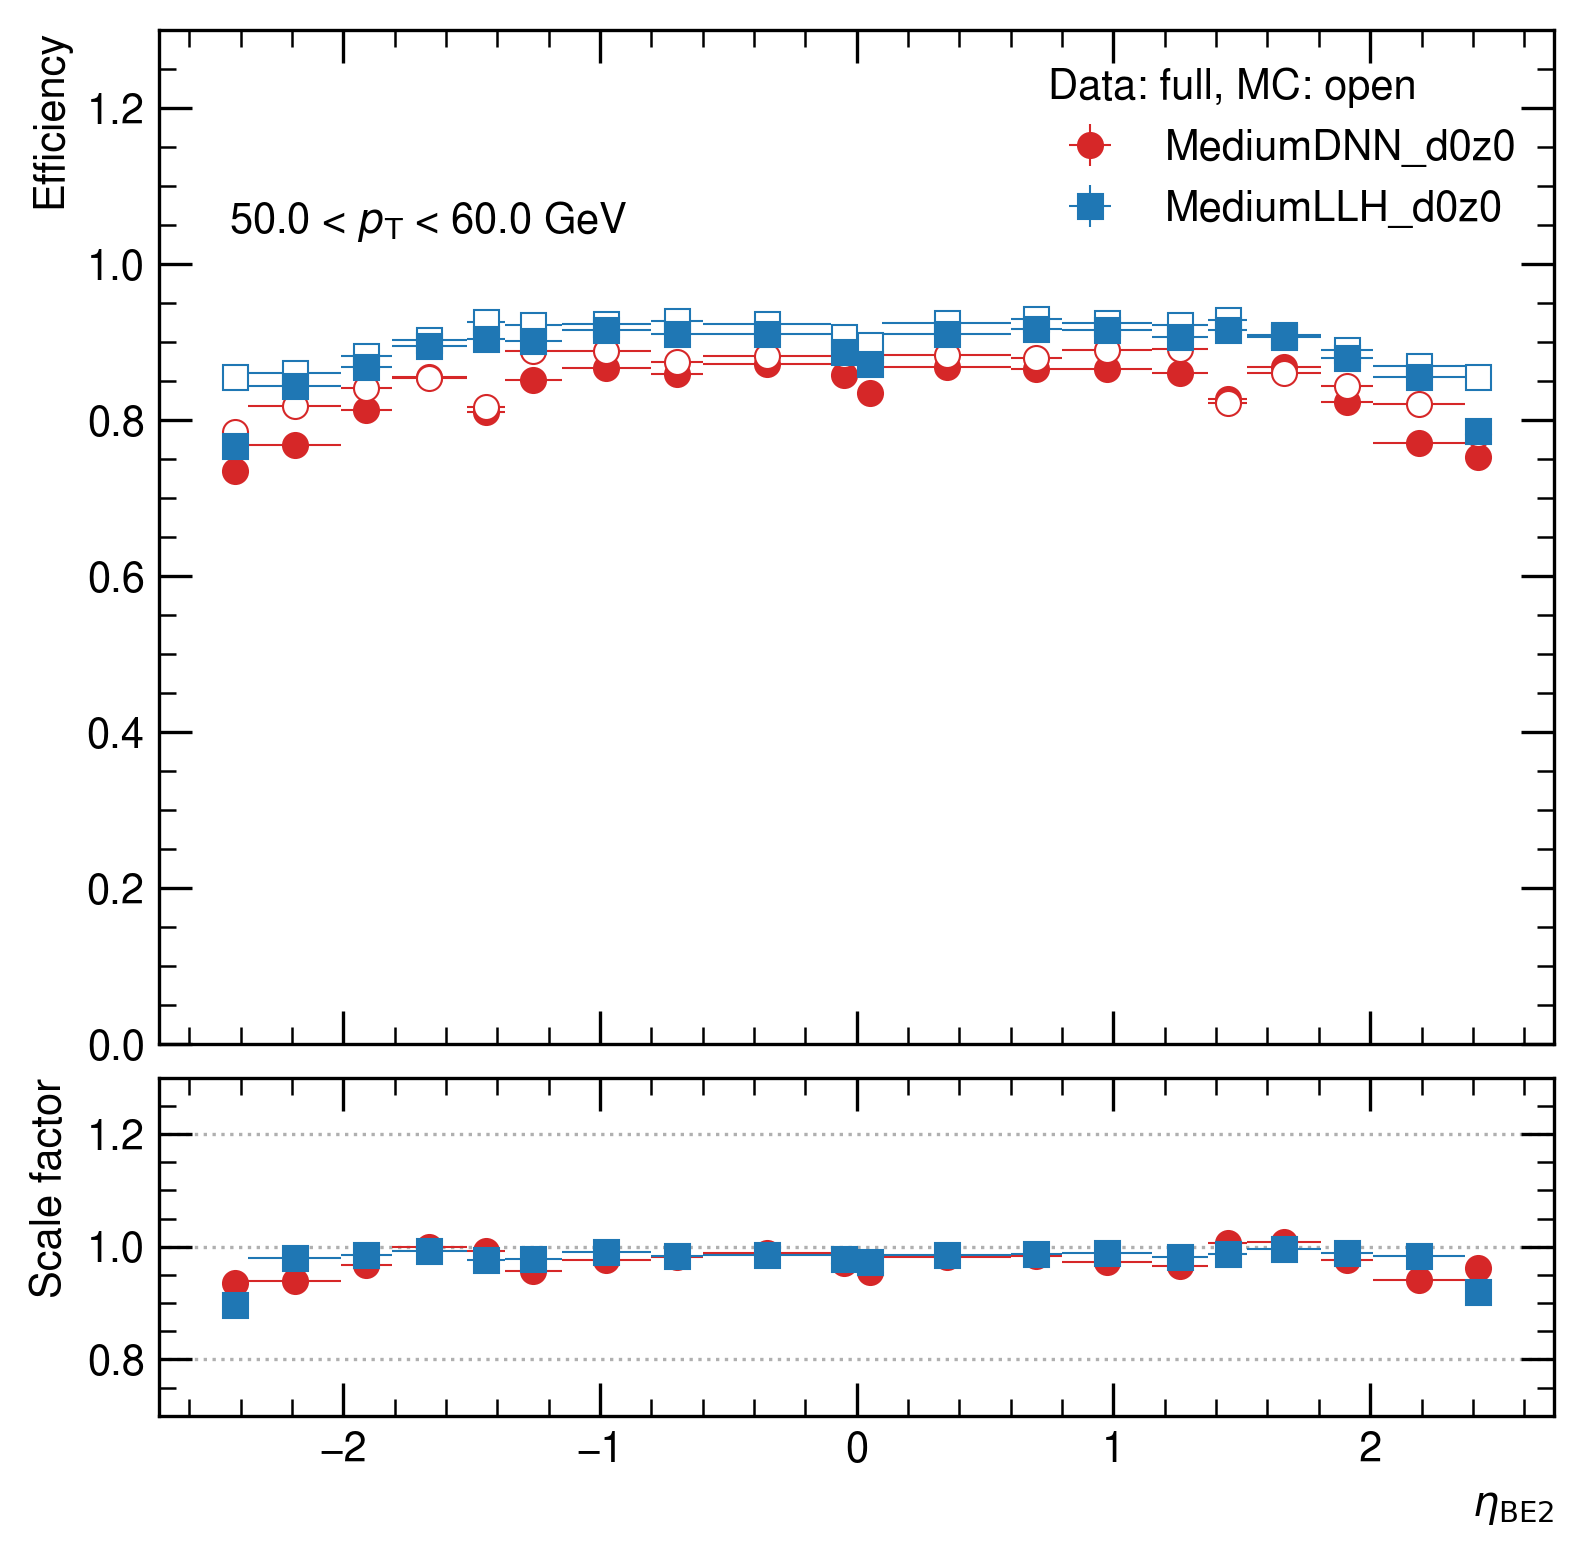 Efficiency
Data: full, MC: open
MediumDNN_d0z0
MediumLLH_d0z0
50.0 < pT < 60.0 GeV
1.2
1.0
0.8
0.6
0.4
0.2
0.0
Scale factor
1.2
1.0
0.8
−2 −1 0 1 2
ηBE2